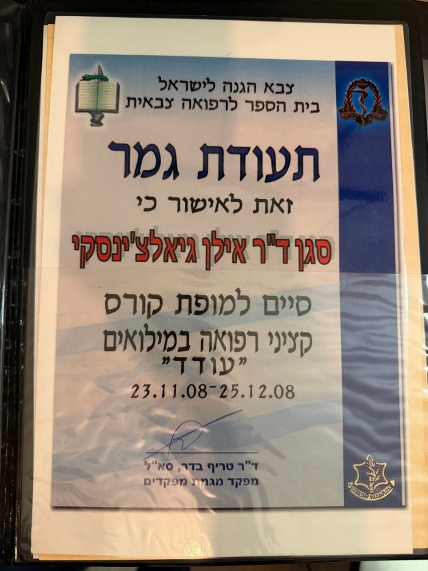 צבא הגנה לישראל
בית הספר לרפואה צבאית
תעודת גמר
זאת לאישור כי
סגן ד"ר אילן גיאלצ'ינסקי
סיים למופת קורס
קציני רפואה במילואים
"עודד"
23.11.08-25.12.08
ד"ר טריף בדר, סא"ל
מפקד מגמת מפקדים